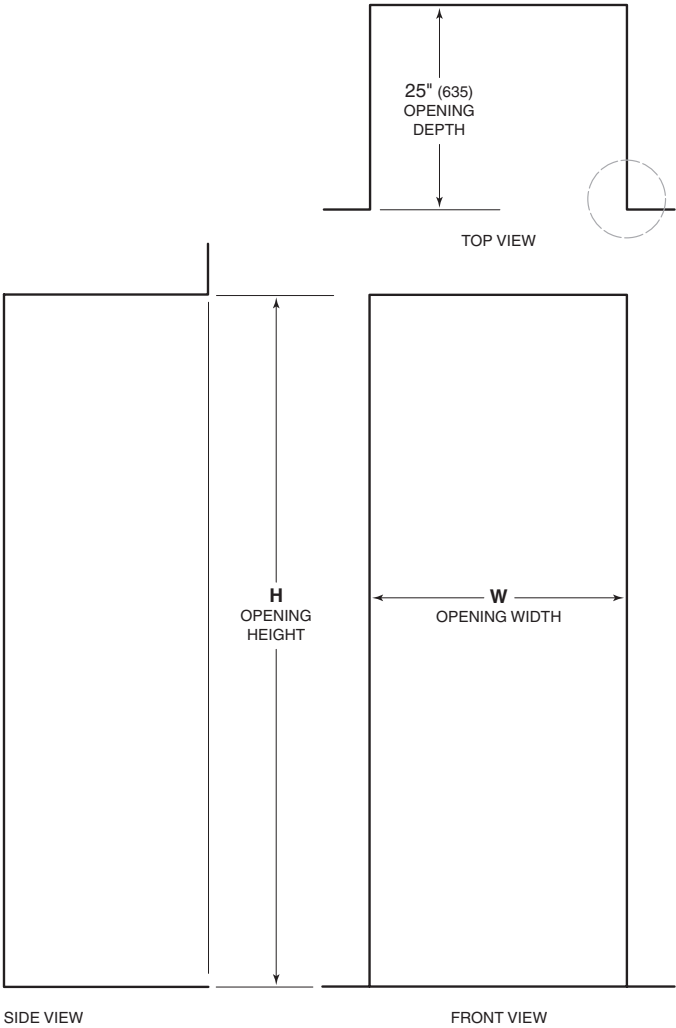 25" (635)
OPENING
DEPTH
TOP VIEW
H
OPENING
HEIGHT
W
OPENING WIDTH
SIDE VIEW
FRONT VIEW